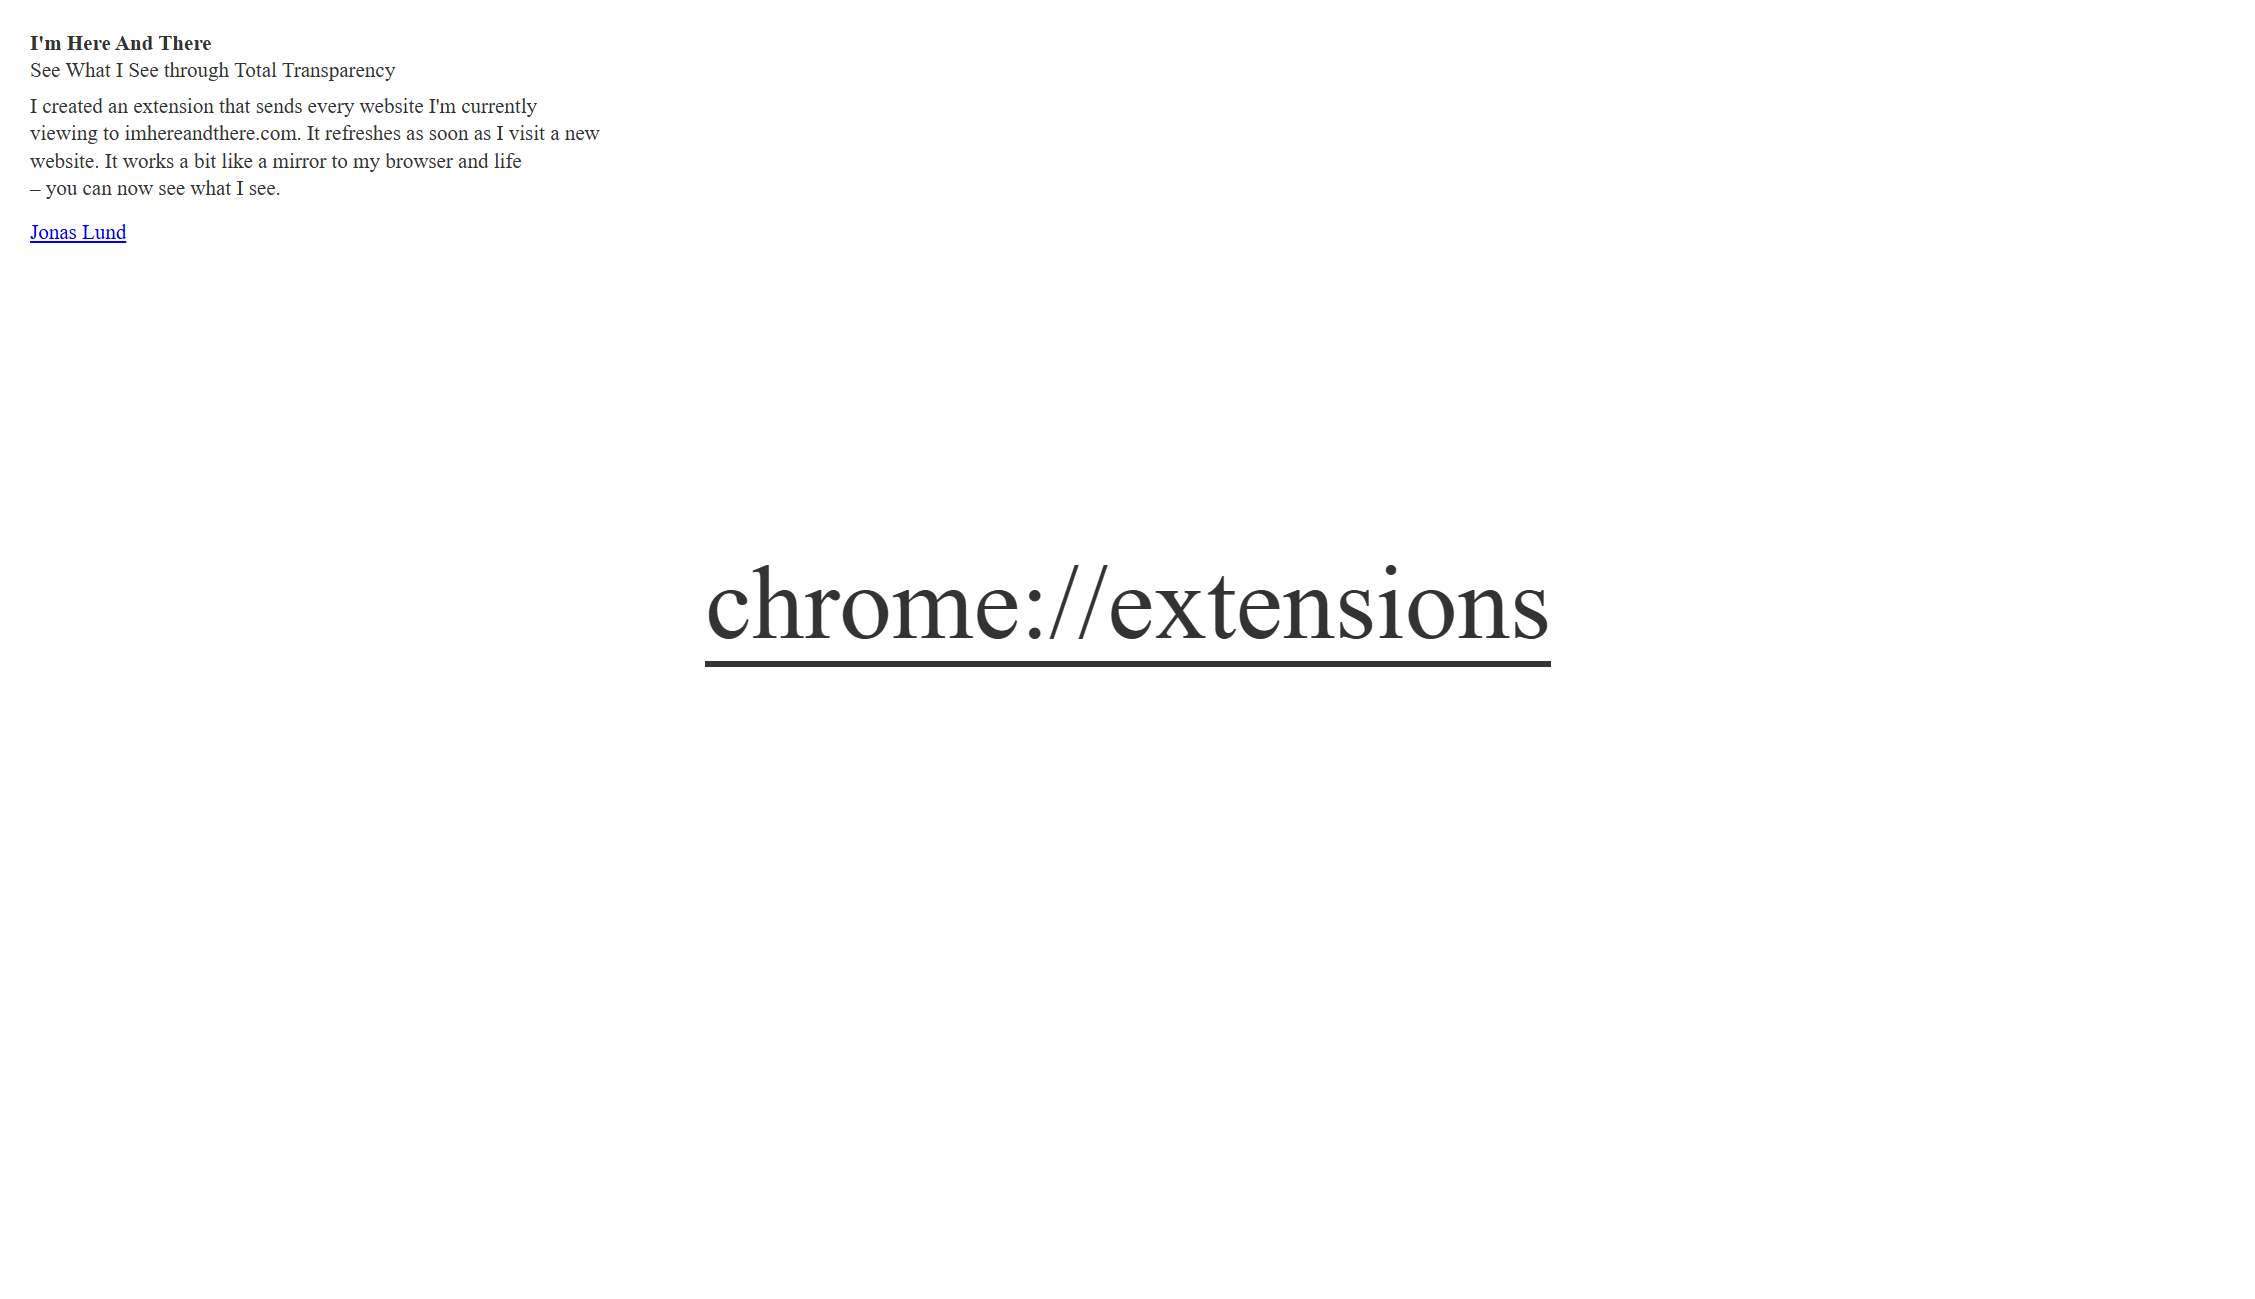 I'm Here And There
See What I See through Total Transparency
I created an extension that sends every website I'm currently
viewing to imhereandthere.com. It refreshes as soon as I visit a new
website. It works a bit like a mirror to my browser and life
– you can now see what I see.
Jonas Lund
chrome://extensions